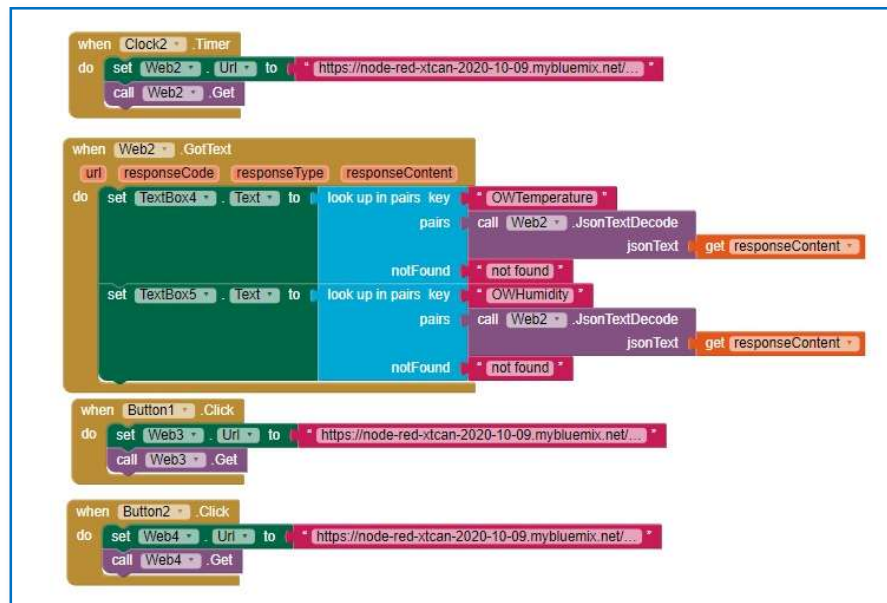 when Clock2 .Timer
do set Web2 . Url to " https://node-red-xtcan-2020-10-09.mybluemix.net/... "
call Web2 .Get
when Web2 .GotText
url responseCode responseType responseContent
do set TextBox4 . Text to look up in pairs key " OWTemperature "
pairs call Web2 .JsonTextDecode
jsonText get responseContent
notFound " not found "
set TextBox5 . Text to look up in pairs key " OWHumidity "
pairs call Web2 .JsonTextDecode
jsonText get responseContent
notFound " not found "
when Button1 .Click
do set Web3 . Url to " https://node-red-xtcan-2020-10-09.mybluemix.net/... "
call Web3 .Get
when Button2 .Click
do set Web4 . Url to " https://node-red-xtcan-2020-10-09.mybluemix.net/... "
call Web4 .Get